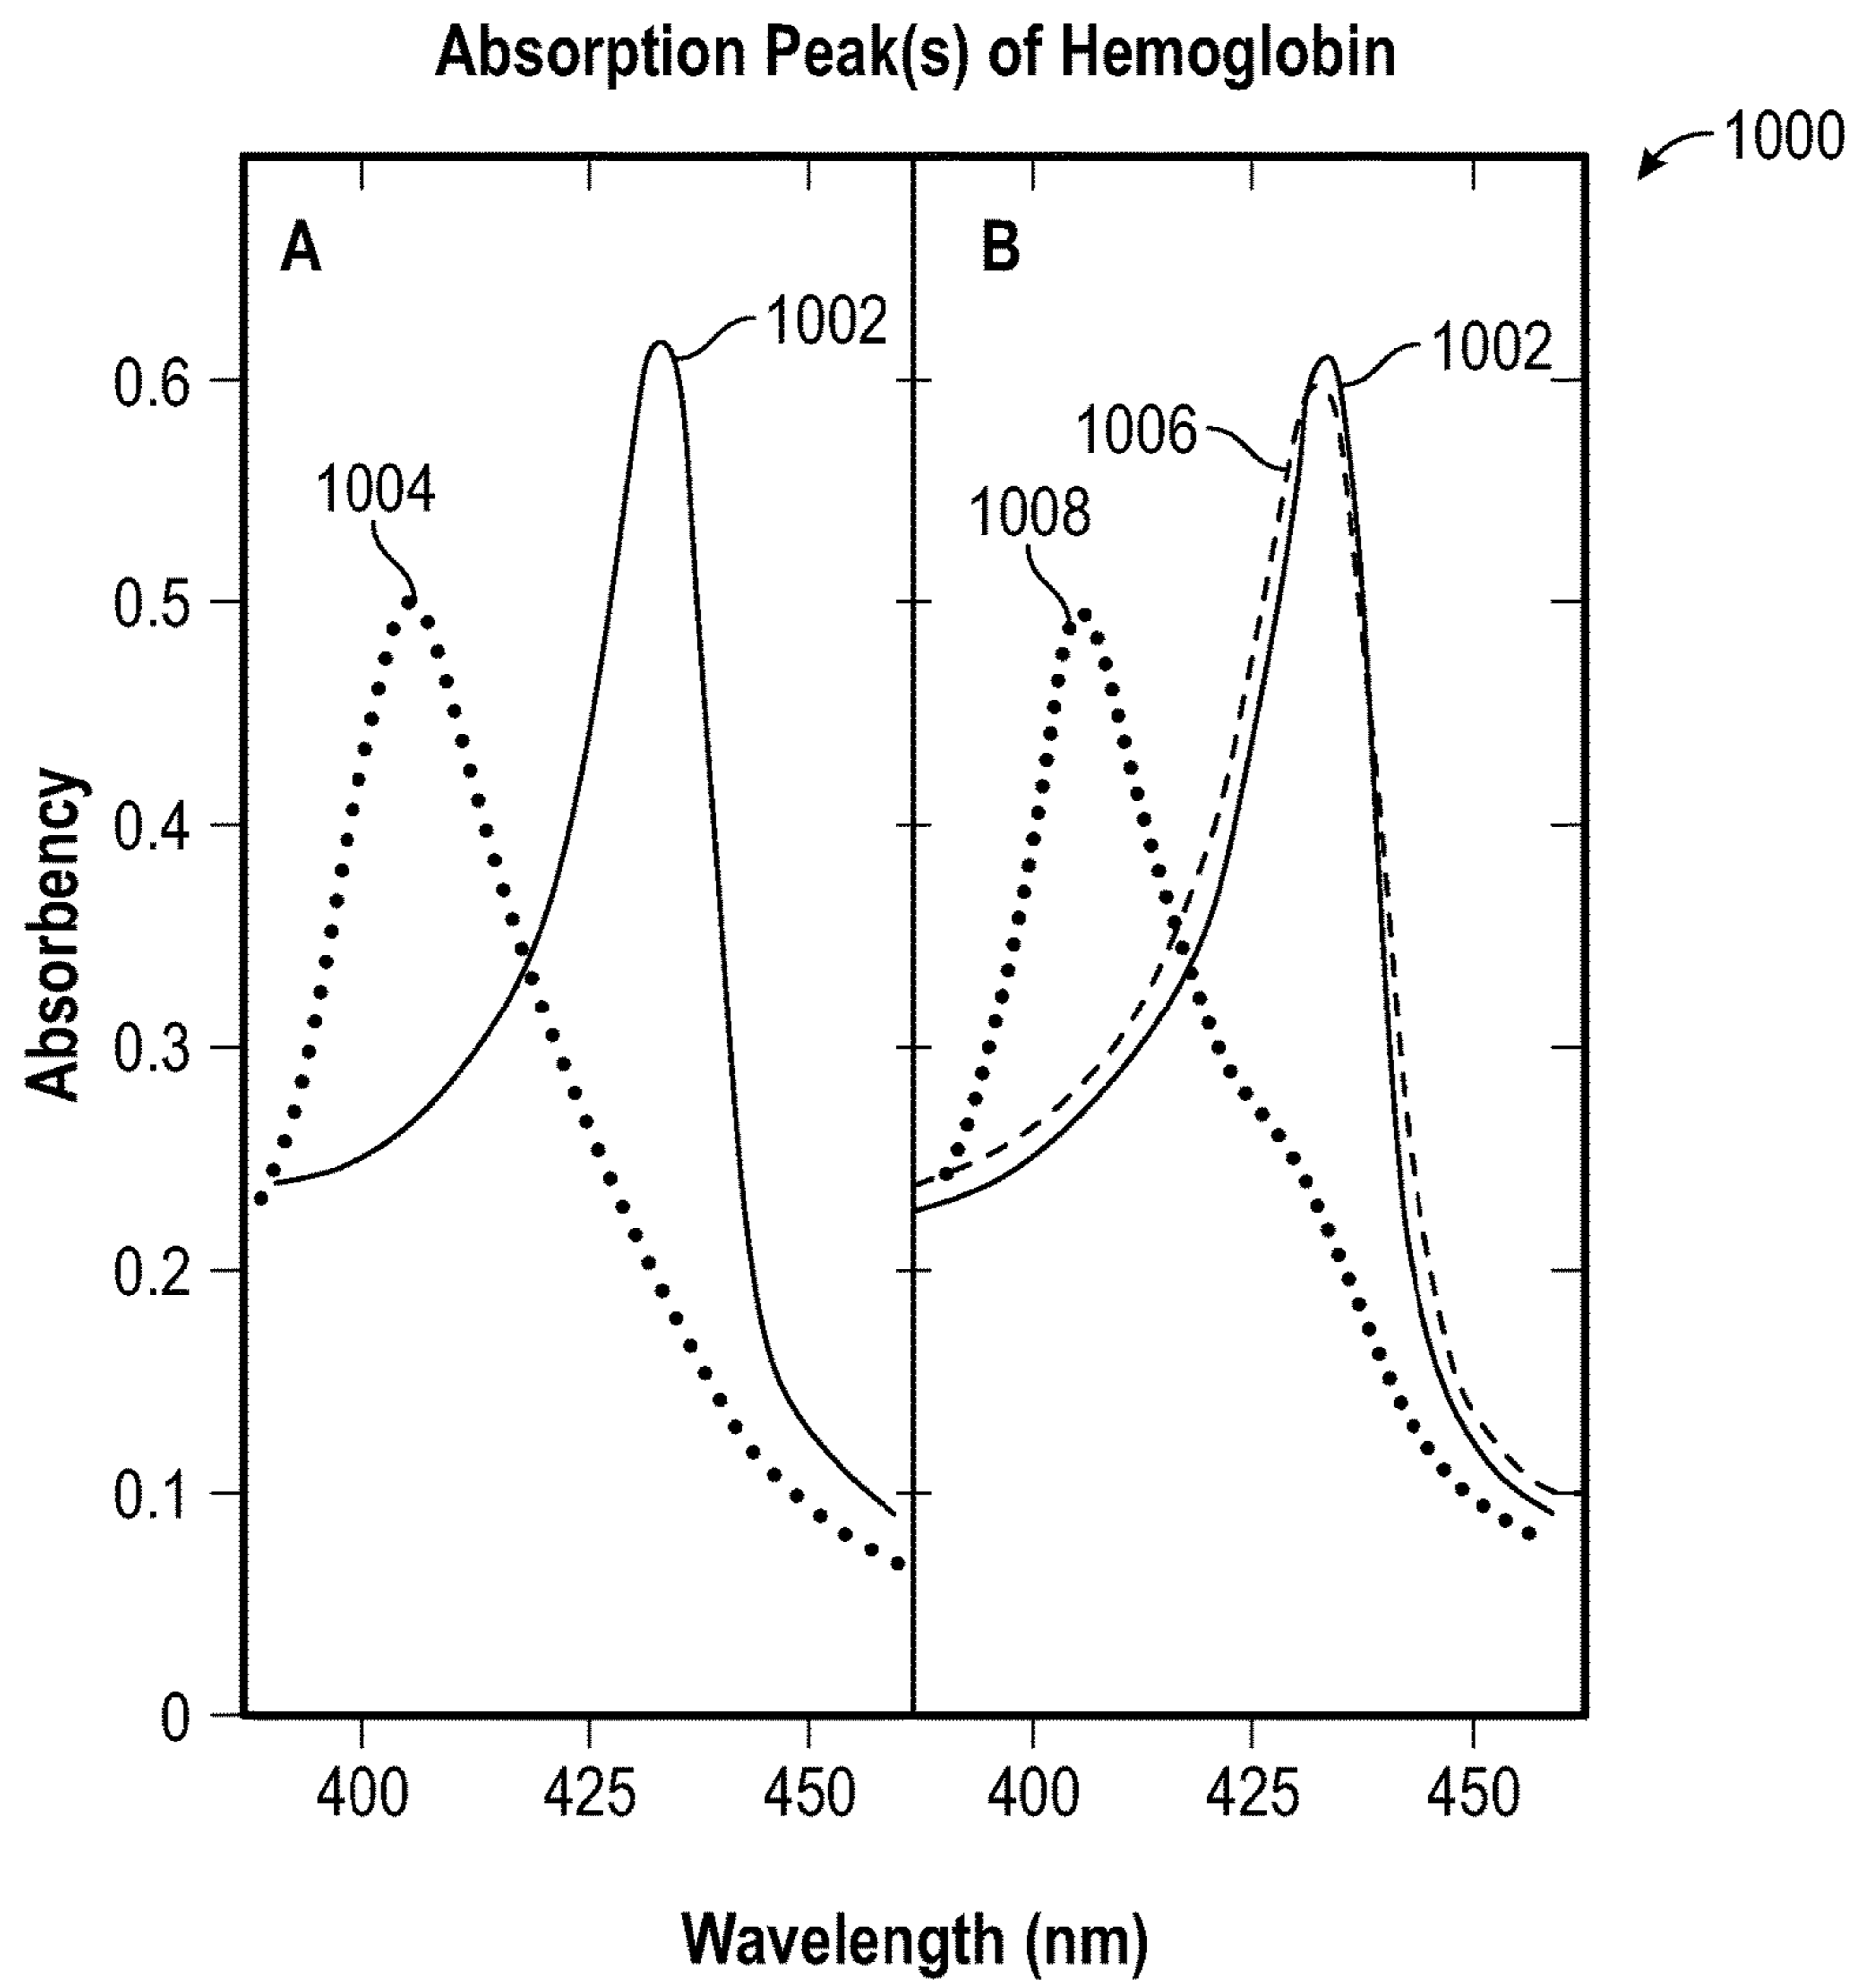 Absorption Peak(s) of Hemoglobin
1000
A
B
1002
1002
1006
1004
1008
Absorbency
0.6
0.5
0.4
0.3
0.2
0.1
0
400 425 450 400 425 450
Wavelength (nm)